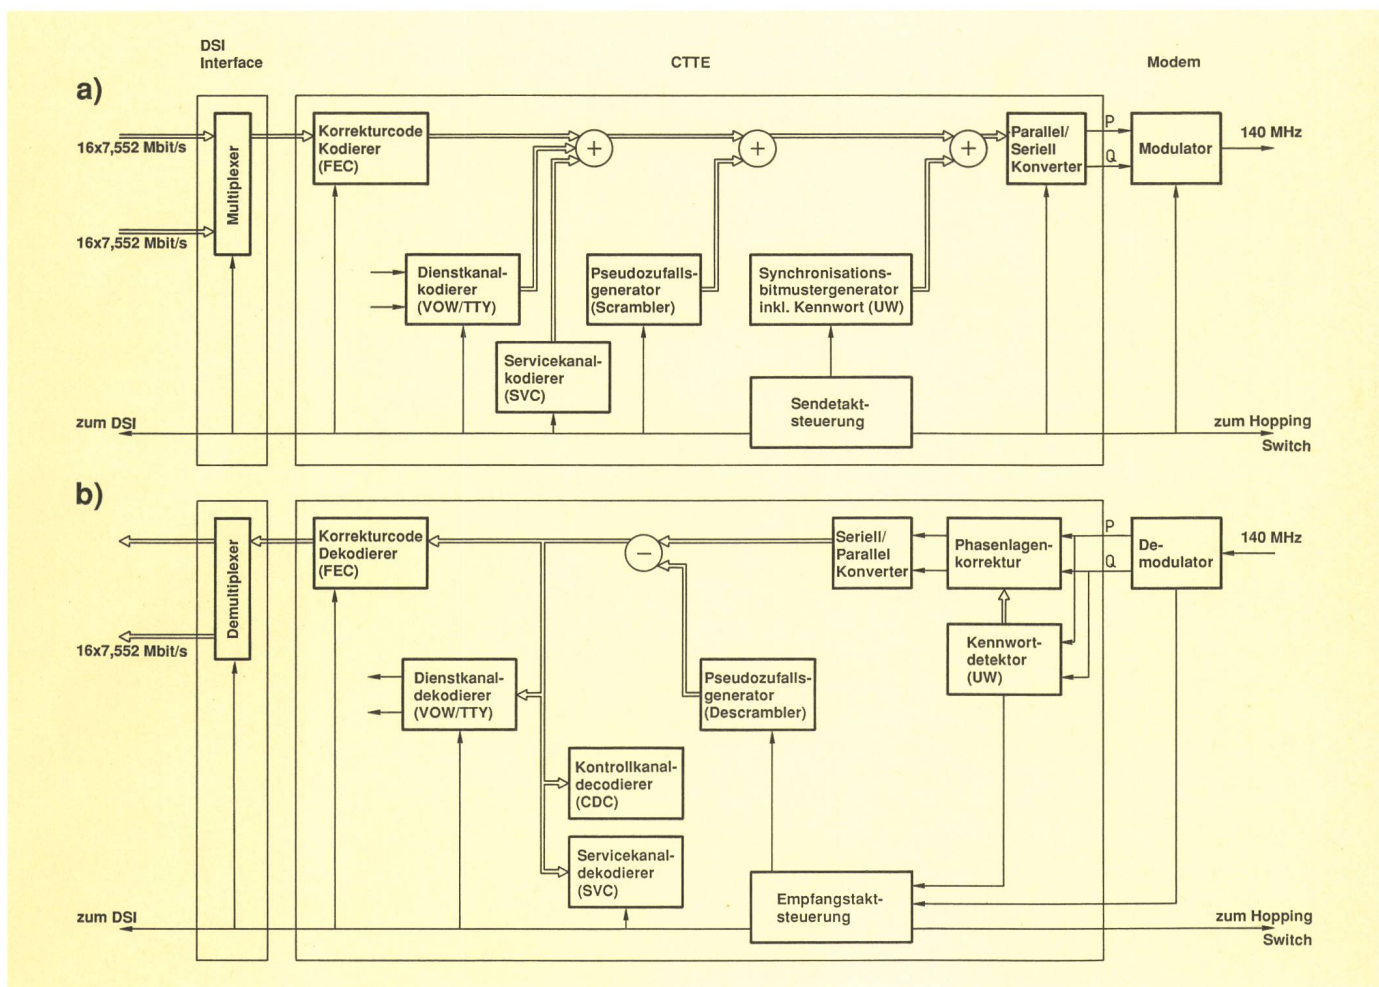 DSI
Interface
CTTE
Modem
a)
16x7,552 Mbit/s
16x7,552 Mbit/s
Multiplexer
Korrekturcode
Kodierer
(FEC)
+
+
+
Parallel/
Seriell
Konverter
P
Q
Modulator
140 MHz
Dienstkanal-
kodierer
(VOW/TTY)
Pseudozufalls-
generator
(Scrambler)
Synchronisations-
bitmustergenerator
inkl. Kennwort (UW)
Servicekanal-
kodierer
(SVC)
Sendetakt-
steuerung
zum DSI
zum Hopping
Switch
b)
16x7,552 Mbit/s
Demultiplexer
Korrekturcode
Dekodierer
(FEC)
−
Seriell/
Parallel
Konverter
Phasenlagen-
korrektur
P
Q
De-
modulator
140 MHz
Kennwort-
detektor
(UW)
Dienstkanal-
dekodierer
(VOW/TTY)
Pseudozufalls-
generator
(Descrambler)
Kontrollkanal-
decodierer
(CDC)
Servicekanal-
dekodierer
(SVC)
Empfangstakt-
steuerung
zum DSI
zum Hopping
Switch